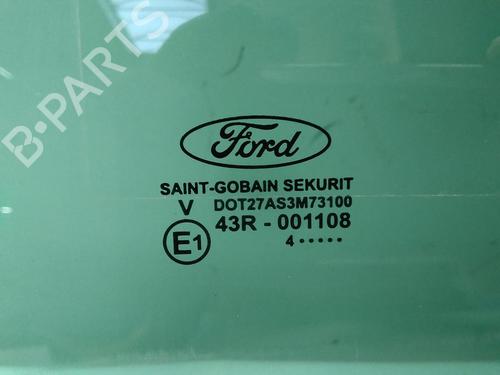 B-PARTS
Ford
SAINT-GOBAIN SEKURIT
V DOT27AS3M73100
E1 43R - 001108
4 •••••